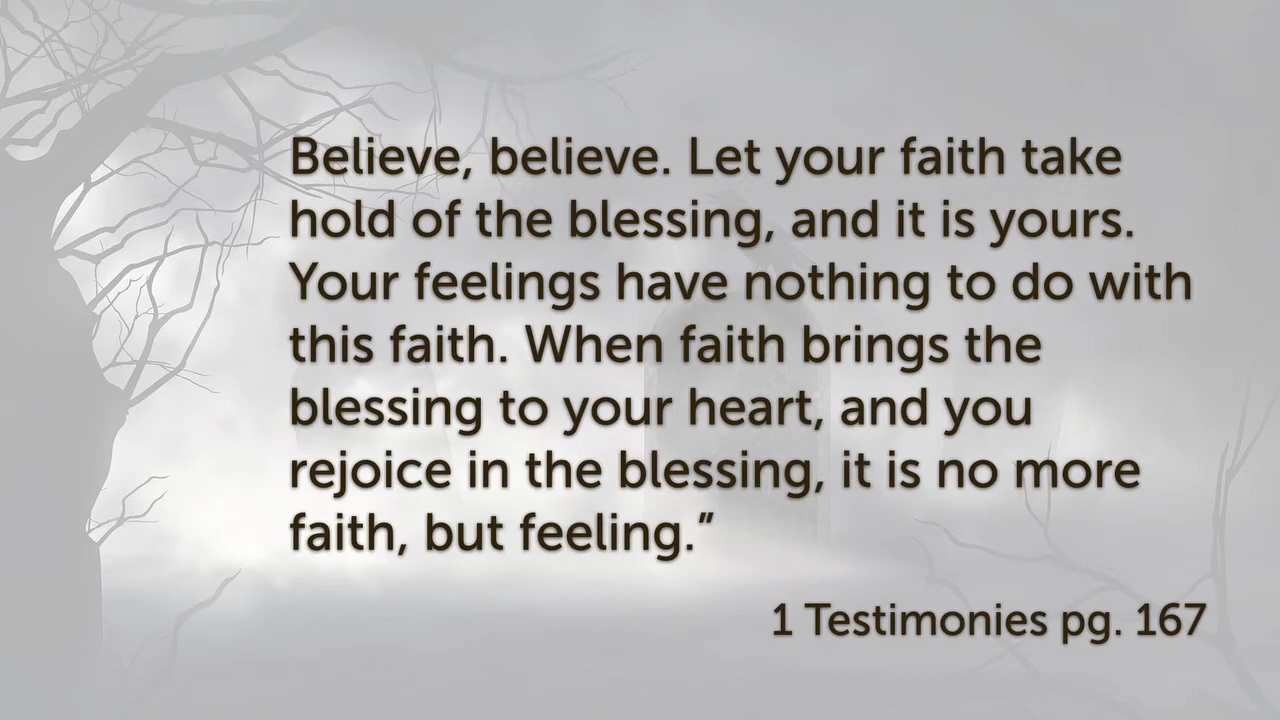 Believe, believe. Let your faith take
hold of the blessing, and it is yours.
Your feelings have nothing to do with
this faith. When faith brings the
blessing to your heart, and you
rejoice in the blessing, it is no more
faith, but feeling.”
1 Testimonies pg. 167